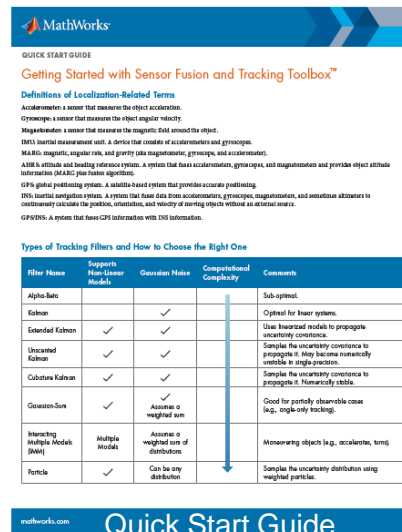 MathWorks
QUICK START GUIDE
Getting Started with Sensor Fusion and Tracking Toolbox™
Definitions of Localization-Related Terms
Accelerometer: a sensor that measures the object acceleration.
Gyroscope: a sensor that measures the object angular velocity.
Magnetometer: a sensor that measures the magnetic field around the object.
IMU: inertial measurement unit. A device that consists of accelerometers and gyroscopes.
MARG: magnetic, angular rate, and gravity (aka magnetometer, gyroscope, and accelerometer).
AHRS: attitude and heading reference system. A system that fuses accelerometers, gyroscopes, and magnetometers and provides object attitude
information (MARG plus fusion algorithm).
GPS: global positioning system. A satellite-based system that provides accurate positioning.
INS: inertial navigation system. A system that fuses data from accelerometers, gyroscopes, magnetometers, and sometimes altimeters to
continuously calculate the position, orientation, and velocity of moving objects without an external source.
GPS/INS: A system that fuses GPS information with INS information.
Types of Tracking Filters and How to Choose the Right One
Filter Name
Supports
Non-Linear
Models
Gaussian Noise
Computational
Complexity
Comments
Alpha-Beta
Sub-optimal.
Kalman
✓
Optimal for linear systems.
Extended Kalman
✓
✓
Uses linearized models to propagate
uncertainty covariance.
Unscented
Kalman
✓
✓
Samples the uncertainty covariance to
propagate it. May become numerically
unstable in single-precision.
Cubature Kalman
✓
✓
Samples the uncertainty covariance to
propagate it. Numerically stable.
Gaussian-Sum
✓
✓
Assumes a
weighted sum
Good for partially observable cases
(e.g., angle-only tracking).
Interacting
Multiple Models
(IMM)
Multiple
Models
Assumes a
weighted sum of
distributions
Maneuvering objects (e.g., accelerates, turns).
Particle
✓
Can be any
distribution
Samples the uncertainty distribution using
weighted particles.
mathworks.com
Quick Start Guide